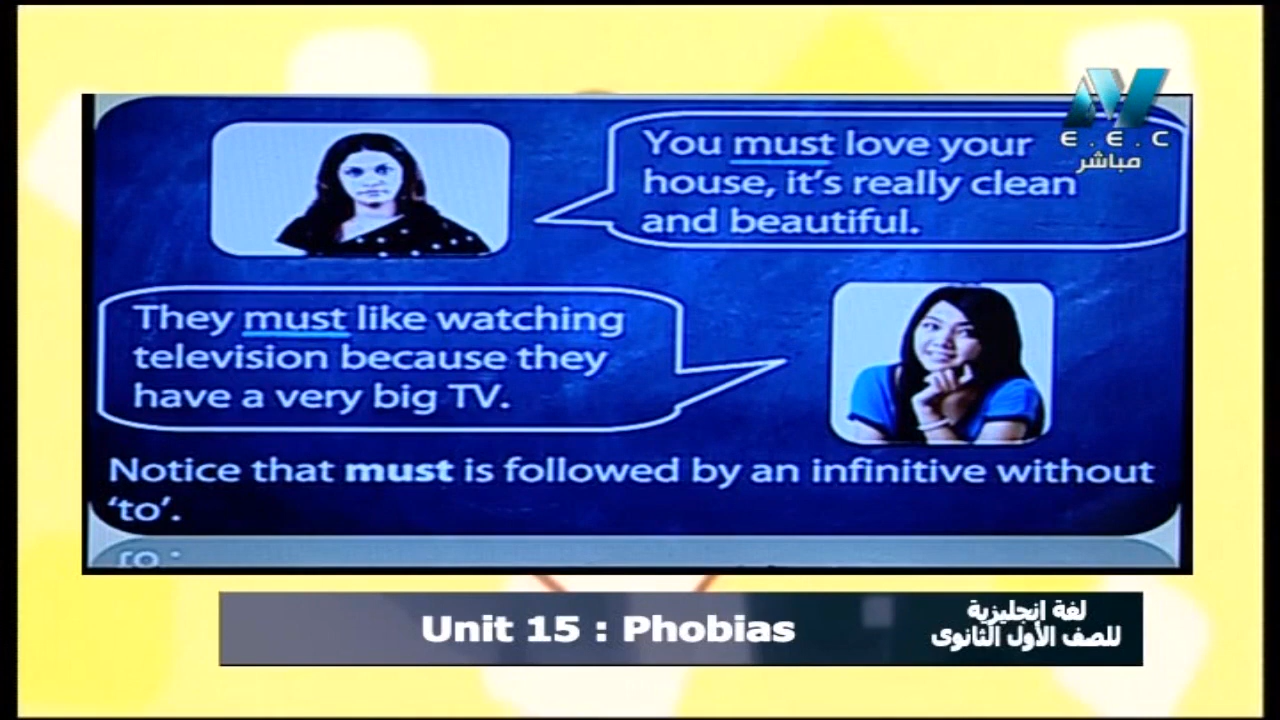 E.E.C
مباشر
You must love your
house, it's really clean
and beautiful.
They must like watching
television because they
have a very big TV.
Notice that must is followed by an infinitive without
'to'.
Unit 15 : Phobias
لغة إنجليزية
للصف الأول الثانوى